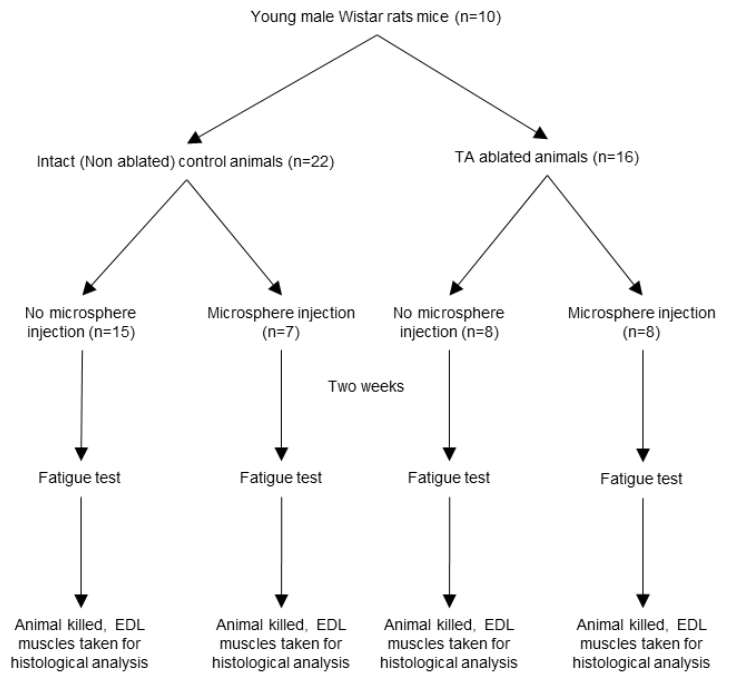 Young male Wistar rats mice (n=10)
Intact (Non ablated) control animals (n=22)
TA ablated animals (n=16)
No microsphere
injection (n=15)
Microsphere injection
(n=7)
No microsphere
injection (n=8)
Microsphere injection
(n=8)
Two weeks
Fatigue test
Fatigue test
Fatigue test
Fatigue test
Animal killed, EDL
muscles taken for
histological analysis
Animal killed, EDL
muscles taken for
histological analysis
Animal killed, EDL
muscles taken for
histological analysis
Animal killed, EDL
muscles taken for
histological analysis